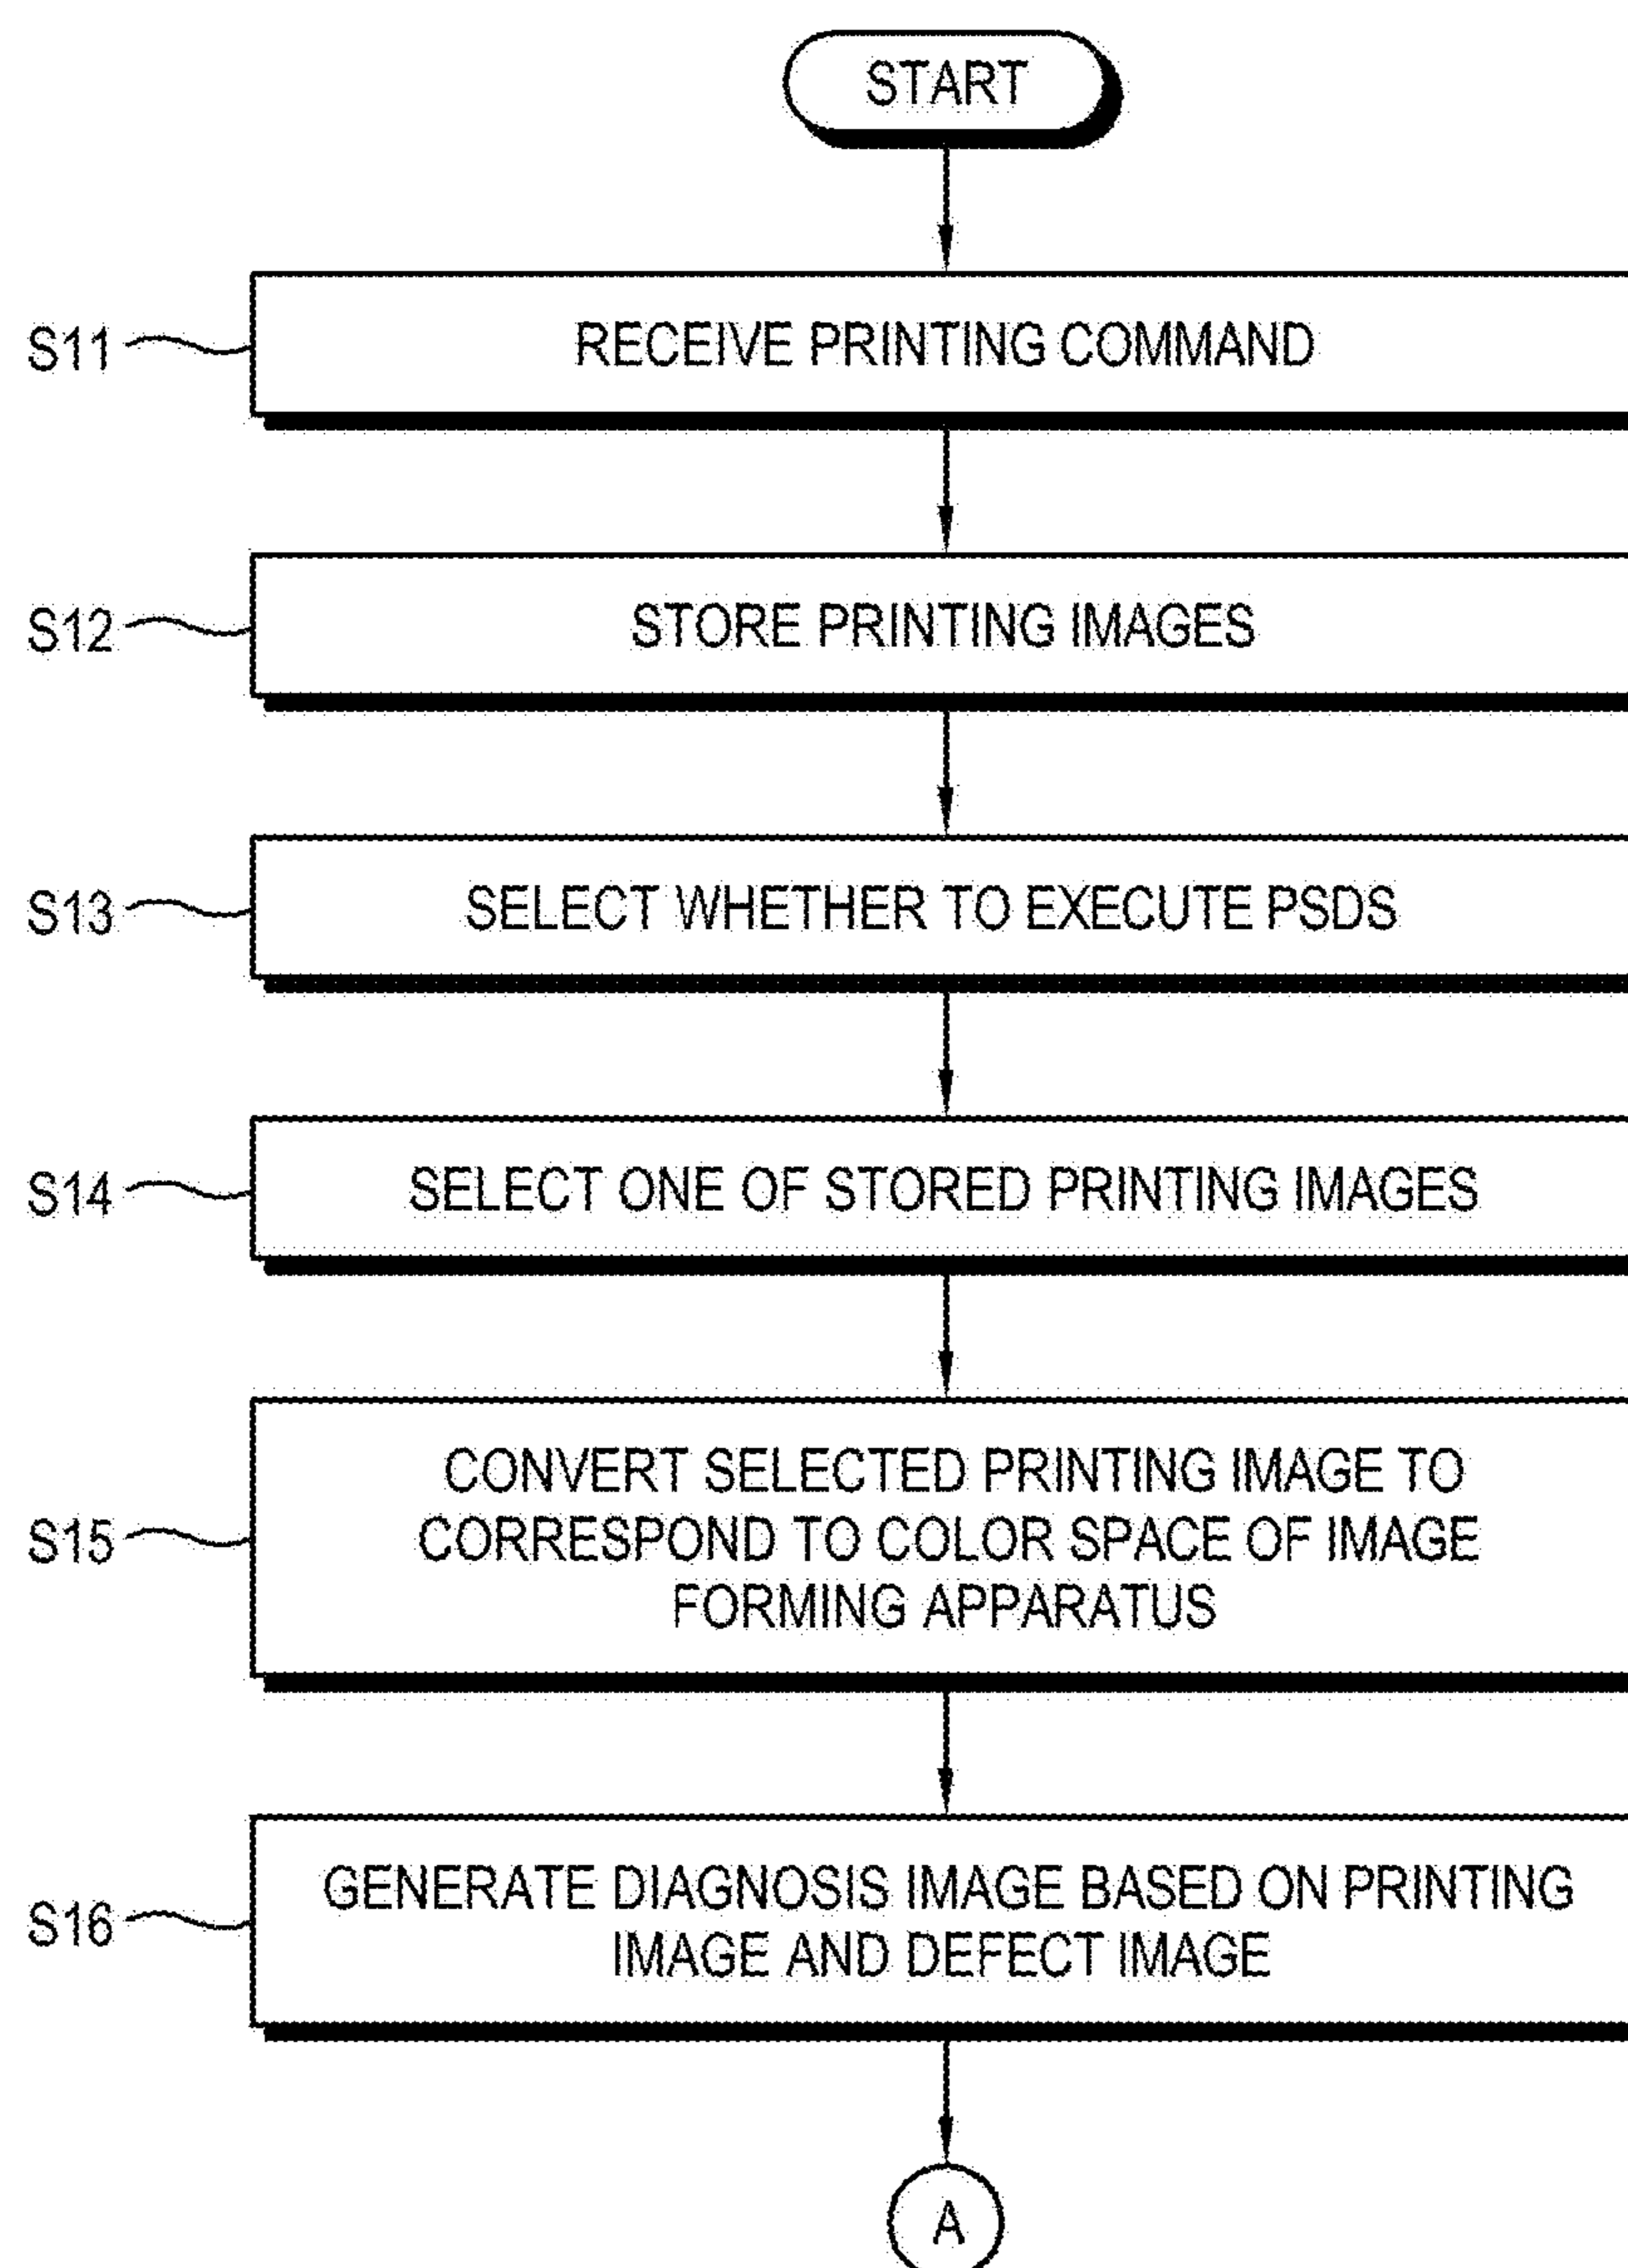 START
S11
RECEIVE PRINTING COMMAND
S12
STORE PRINTING IMAGES
S13
SELECT WHETHER TO EXECUTE PSDS
S14
SELECT ONE OF STORED PRINTING IMAGES
S15
CONVERT SELECTED PRINTING IMAGE TO
CORRESPOND TO COLOR SPACE OF IMAGE
FORMING APPARATUS
S16
GENERATE DIAGNOSIS IMAGE BASED ON PRINTING
IMAGE AND DEFECT IMAGE
A